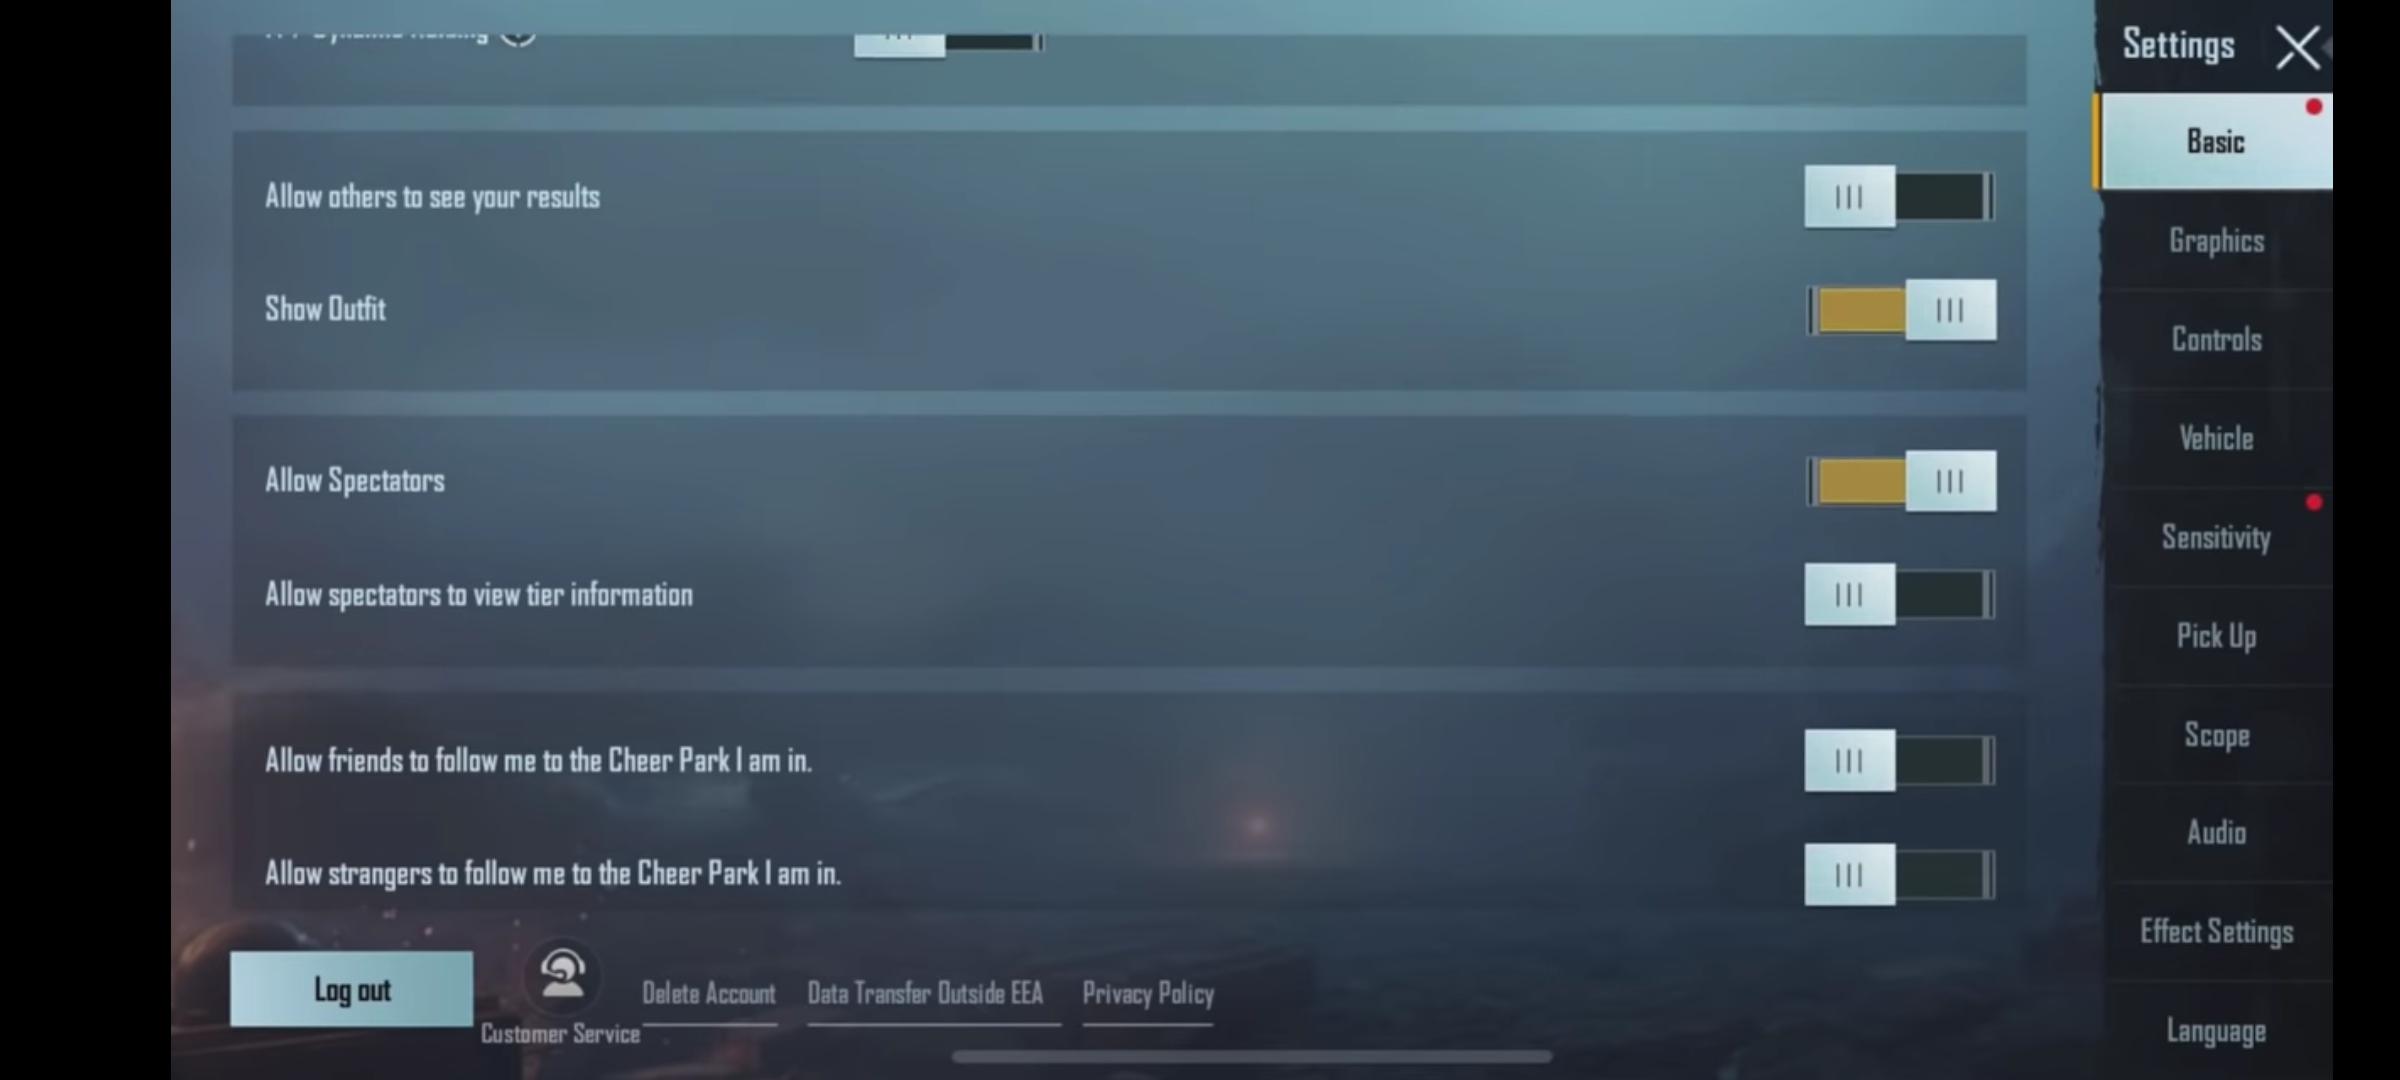 Settings
Basic
Allow others to see your results
Graphics
Show Outfit
Controls
Vehicle
Allow Spectators
Sensitivity
Allow spectators to view tier information
Pick Up
Scope
Allow friends to follow me to the Cheer Park I am in.
Audio
Allow strangers to follow me to the Cheer Park I am in.
Effect Settings
Log out
Customer Service
Delete Account
Data Transfer Outside EEA
Privacy Policy
Language